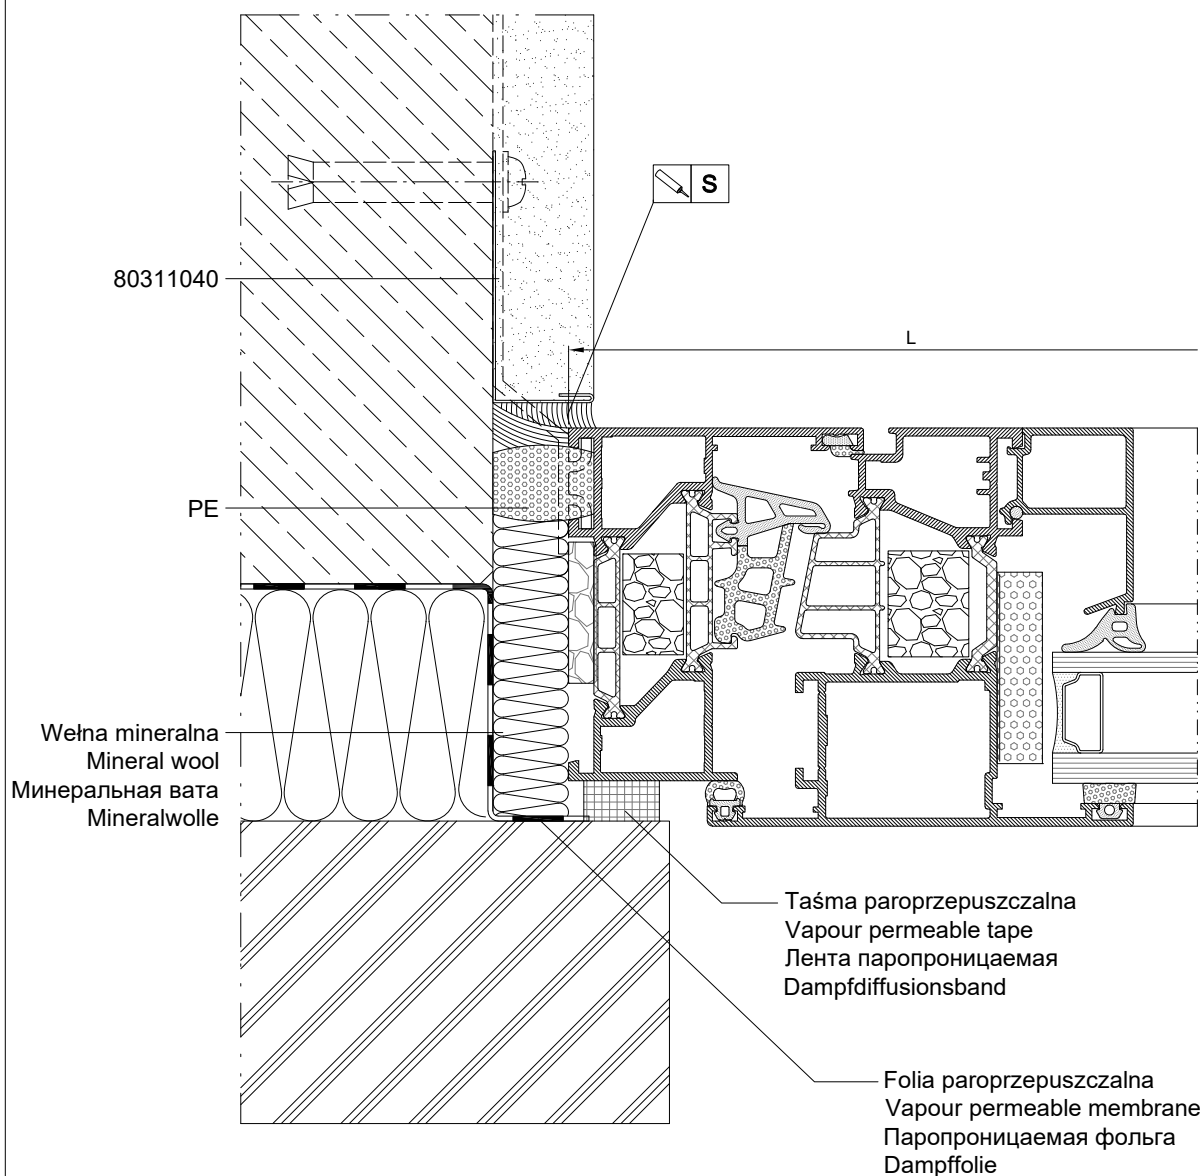 S
80311040
L
PE
Wełna mineralna
Mineral wool
Минеральная вата
Mineralwolle
Taśma paroprzepuszczalna
Vapour permeable tape
Лента паропроницаемая
Dampfdiffusionsband
Folia paroprzepuszczalna
Vapour permeable membrane
Паропроницаемая фольга
Dampffolie